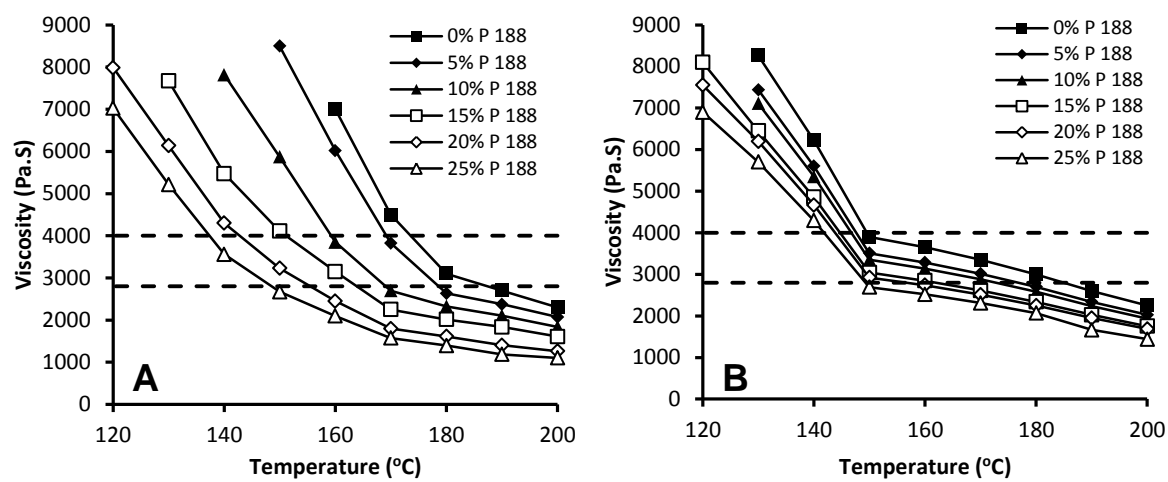 9000
8000
7000
6000
5000
4000
3000
2000
1000
0
Viscosity (Pa.S)
0% P 188
5% P 188
10% P 188
15% P 188
20% P 188
25% P 188
A
120 140 160 180 200
Temperature (ºC)
9000
8000
7000
6000
5000
4000
3000
2000
1000
0
Viscosity (Pa.S)
0% P 188
5% P 188
10% P 188
15% P 188
20% P 188
25% P 188
B
120 140 160 180 200
Temperature (ºC)